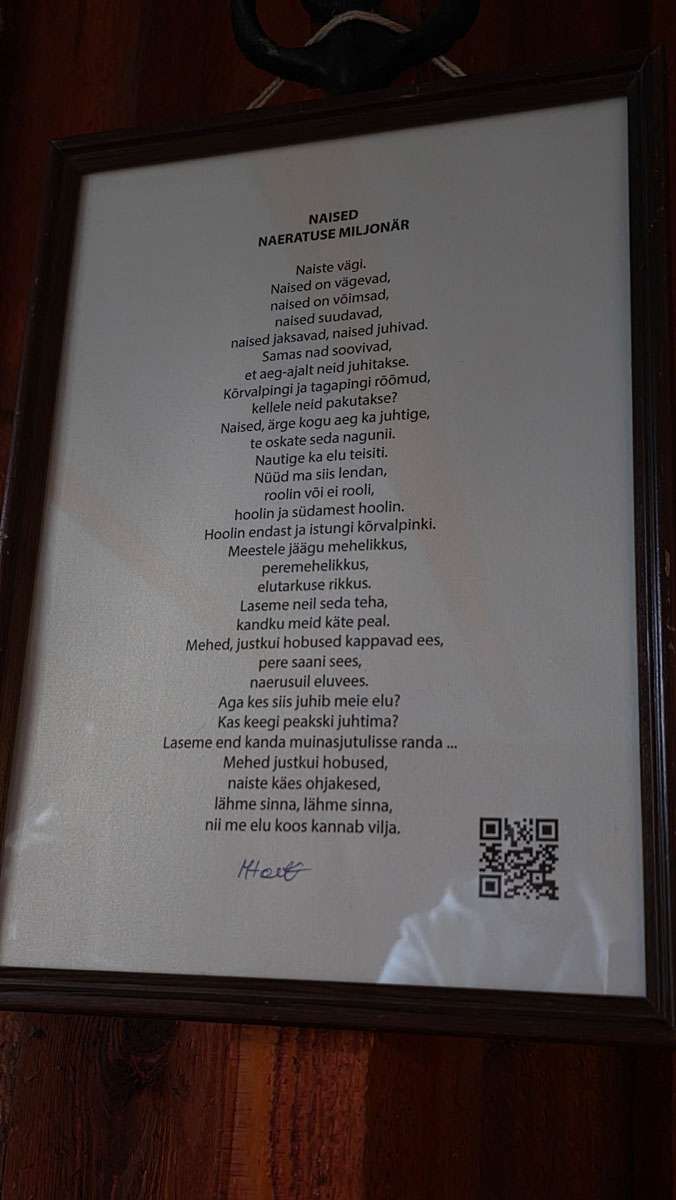 NAISED
NAERATUSE MILJONÄR
Naiste vägi.
Naised on vägevad,
naised on võimsad,
naised suudavad,
naised jaksavad, naised juhivad.
Samas nad soovivad,
et aeg-ajalt neid juhitakse.
Kõrvalpingi ja tagapingi rõõmud,
kellele neid pakutakse?
Naised, ärge kogu aeg ka juhtige,
te oskate seda nagunii.
Nautige ka elu teisiti.
Nüüd ma siis lendan,
roolin või ei rooli,
hoolin ja südamest hoolin.
Hoolin endast ja istungi kõrvalpinki.
Meestele jäägu mehelikkus,
peremehelikkus,
elutarkuse rikkus.
Laseme neil seda teha,
kandku meid käte peal.
Mehed, justkui hobused kappavad ees,
pere saani sees,
naerusuil eluvees.
Aga kes siis juhib meie elu?
Kas keegi peakski juhtima?
Laseme end kanda muinasjutulisse randa ...
Mehed justkui hobused,
naiste käes ohjakesed,
lähme sinna, lähme sinna,
nii me elu koos kannab vilja.